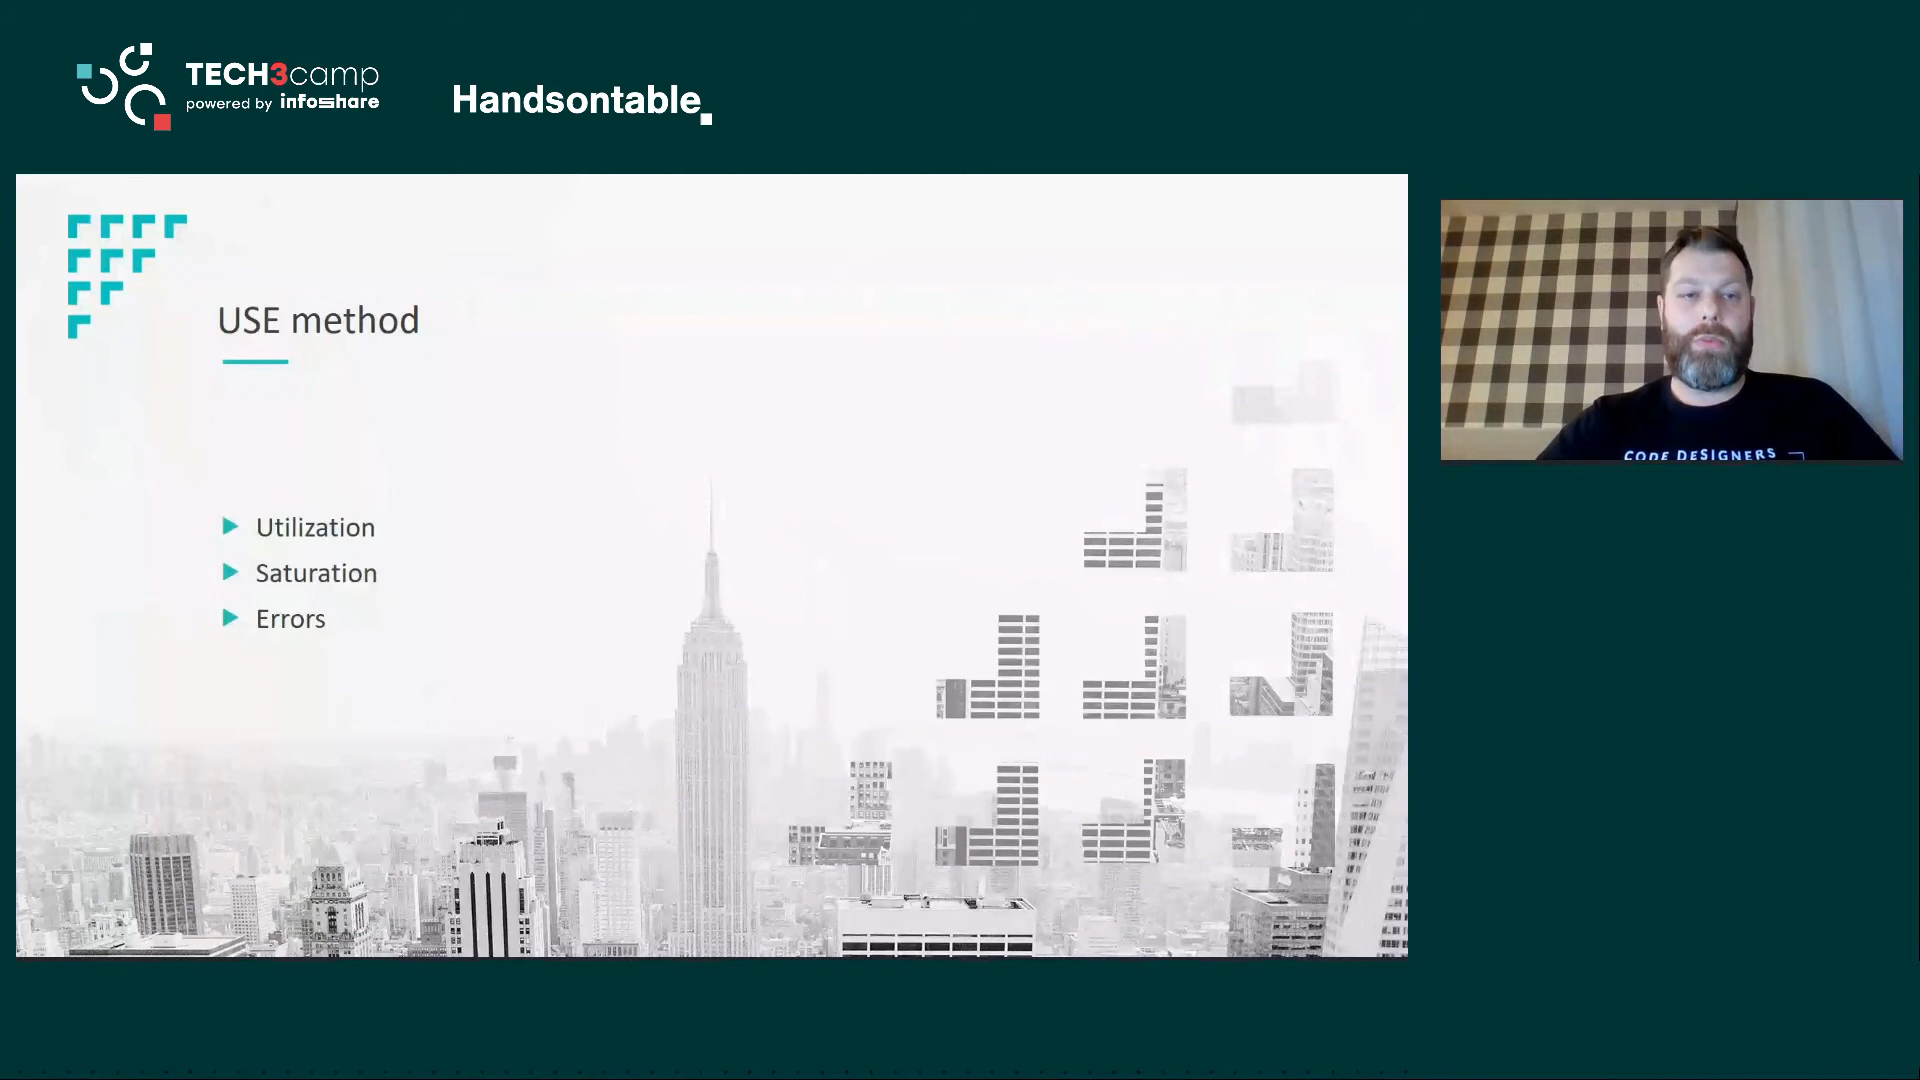 TECH3camp
powered by infoshare
Handsontable
USE method
Utilization
Saturation
Errors
CODE DESIGNERS